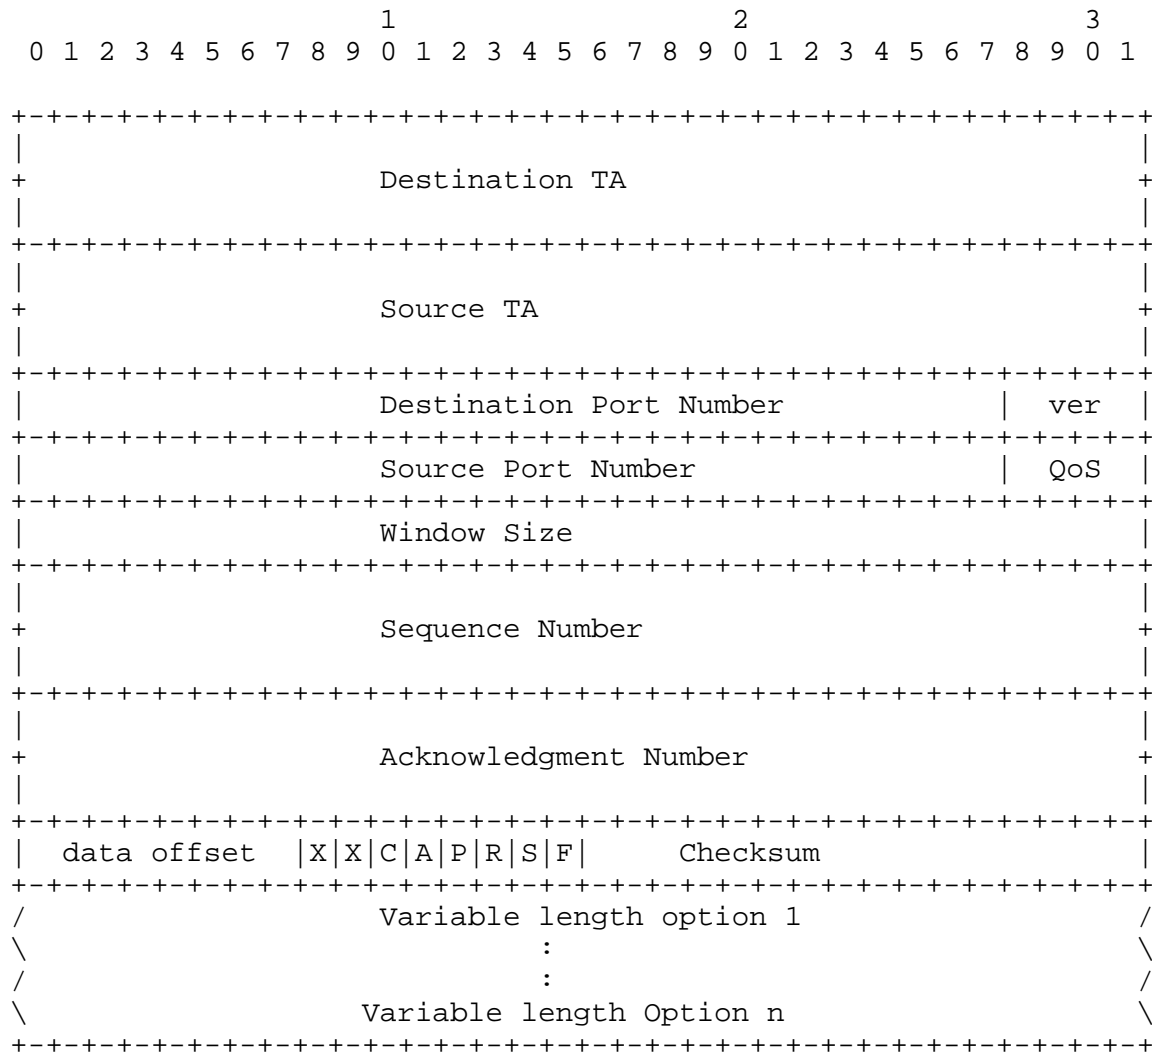 1                   2                   3
 0 1 2 3 4 5 6 7 8 9 0 1 2 3 4 5 6 7 8 9 0 1 2 3 4 5 6 7 8 9 0 1

+-+-+-+-+-+-+-+-+-+-+-+-+-+-+-+-+-+-+-+-+-+-+-+-+-+-+-+-+-+-+-+-+
|                                                               |
+                    Destination TA                             +
|                                                               |
+-+-+-+-+-+-+-+-+-+-+-+-+-+-+-+-+-+-+-+-+-+-+-+-+-+-+-+-+-+-+-+-+
|                                                               |
+                    Source TA                                  +
|                                                               |
+-+-+-+-+-+-+-+-+-+-+-+-+-+-+-+-+-+-+-+-+-+-+-+-+-+-+-+-+-+-+-+-+
|                    Destination Port Number            |  ver  |
+-+-+-+-+-+-+-+-+-+-+-+-+-+-+-+-+-+-+-+-+-+-+-+-+-+-+-+-+-+-+-+-+
|                    Source Port Number                 |  QoS  |
+-+-+-+-+-+-+-+-+-+-+-+-+-+-+-+-+-+-+-+-+-+-+-+-+-+-+-+-+-+-+-+-+
|                    Window Size                                |
+-+-+-+-+-+-+-+-+-+-+-+-+-+-+-+-+-+-+-+-+-+-+-+-+-+-+-+-+-+-+-+-+
|                                                               |
+                    Sequence Number                            +
|                                                               |
+-+-+-+-+-+-+-+-+-+-+-+-+-+-+-+-+-+-+-+-+-+-+-+-+-+-+-+-+-+-+-+-+
|                                                               |
+                    Acknowledgment Number                      +
|                                                               |
+-+-+-+-+-+-+-+-+-+-+-+-+-+-+-+-+-+-+-+-+-+-+-+-+-+-+-+-+-+-+-+-+
|  data offset  |X|X|C|A|P|R|S|F|     Checksum                  |
+-+-+-+-+-+-+-+-+-+-+-+-+-+-+-+-+-+-+-+-+-+-+-+-+-+-+-+-+-+-+-+-+
/                    Variable length option 1                   /
\                             :                                 \
/                             :                                 /
\                   Variable length Option n                    \
+-+-+-+-+-+-+-+-+-+-+-+-+-+-+-+-+-+-+-+-+-+-+-+-+-+-+-+-+-+-+-+-+